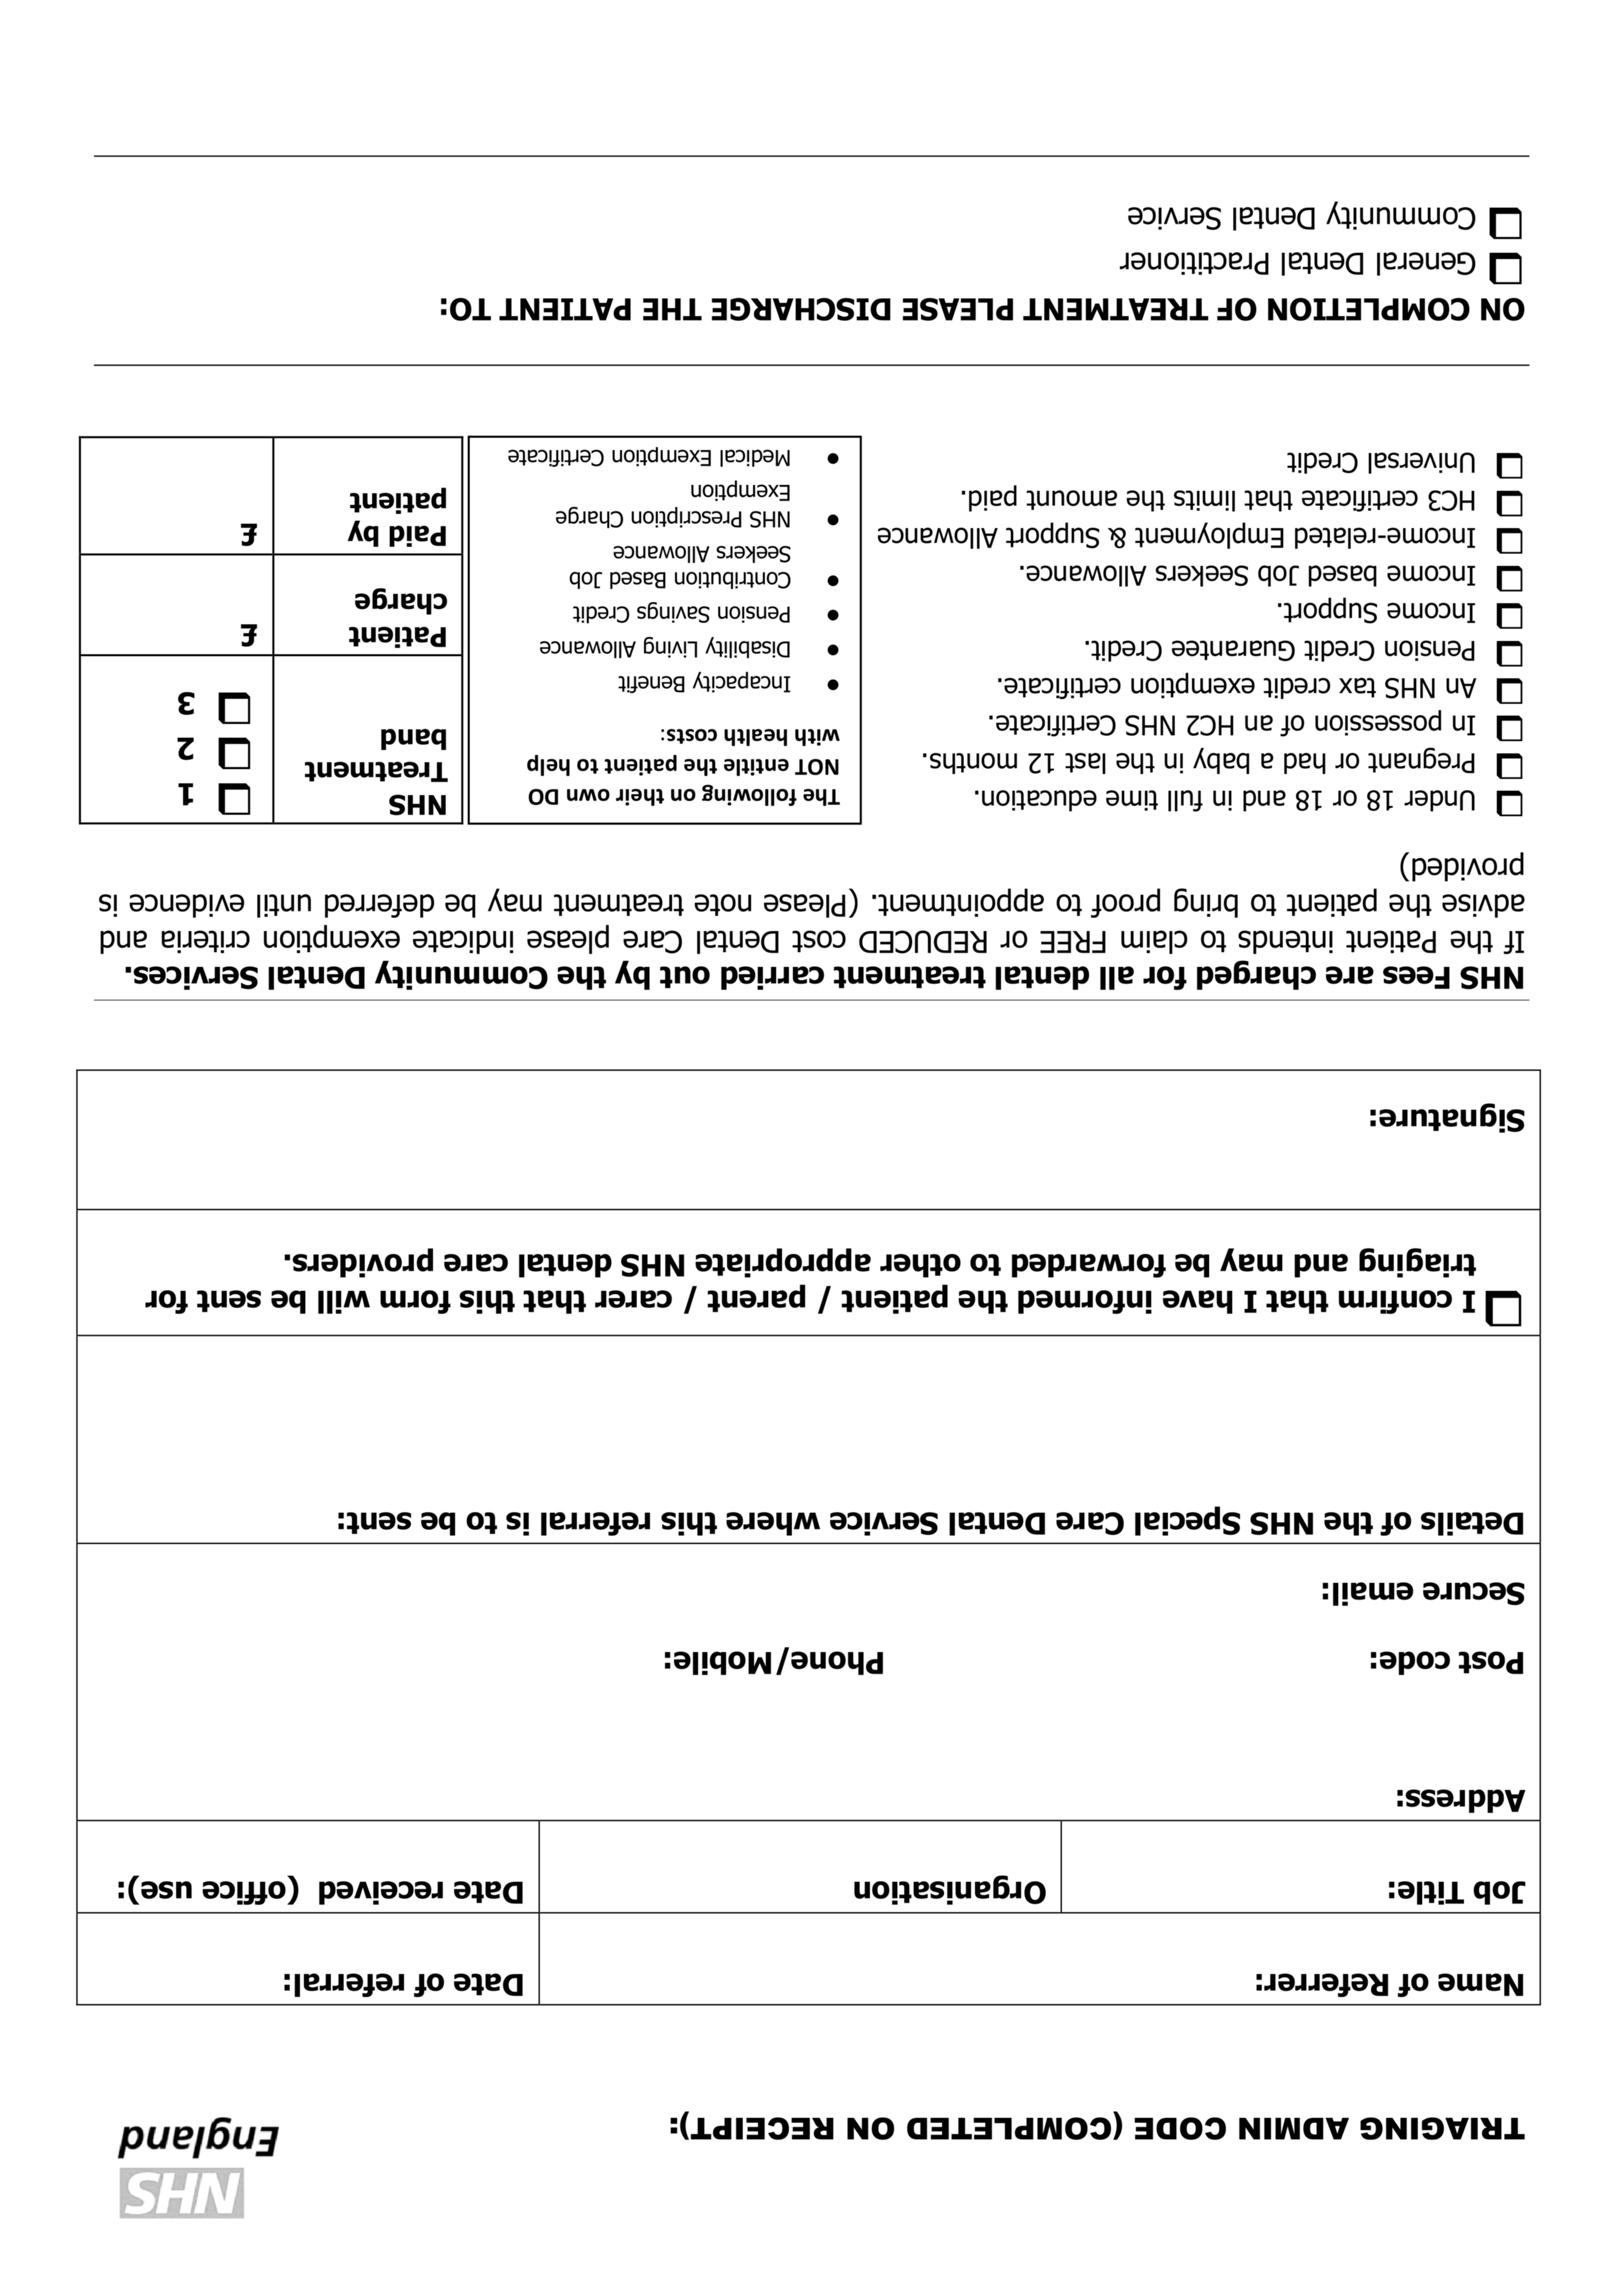 NHS
England
TRIAGING ADMIN CODE (COMPLETED ON RECEIPT):
Name of Referrer:
Date of referral:
Job Title:
Organisation
Date received (office use):
Address:
Post code:
Phone/Mobile:
Secure email:
Details of the NHS Special Care Dental Service where this referral is to be sent:
I confirm that I have informed the patient / parent / carer that this form will be sent for
triaging and may be forwarded to other appropriate NHS dental care providers.
Signature:
NHS Fees are charged for all dental treatment carried out by the Community Dental Services.
If the Patient intends to claim FREE or REDUCED cost Dental Care please indicate exemption criteria and
advise the patient to bring proof to appointment. (Please note treatment may be deferred until evidence is
provided)
Under 18 or 18 and in full time education.
Pregnant or had a baby in the last 12 months.
In possession of an HC2 NHS Certificate.
An NHS tax credit exemption certificate.
Pension Credit Guarantee Credit.
Income Support.
Income based Job Seekers Allowance.
Income-related Employment & Support Allowance
HC3 certificate that limits the amount paid.
Universal Credit
The following on their own DO
NOT entitle the patient to help
with health costs:
• Incapacity Benefit
• Disability Living Allowance
• Pension Savings Credit
• Contribution Based Job
Seekers Allowance
• NHS Prescription Charge
Exemption
• Medical Exemption Certificate
NHS
Treatment
band
1
2
3
Patient
charge
£
Paid by
patient
£
ON COMPLETION OF TREATMENT PLEASE DISCHARGE THE PATIENT TO:
General Dental Practitioner
Community Dental Service